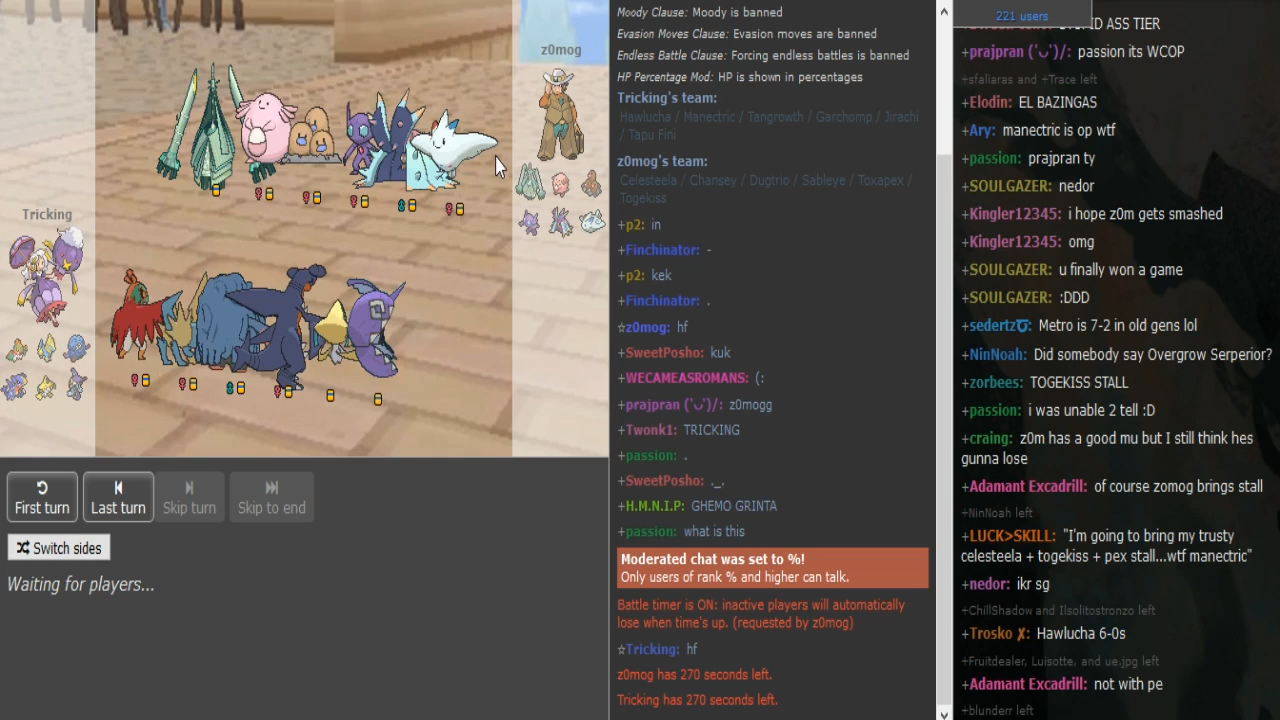 z0mog
Tricking
First turn
Last turn
Skip turn
Skip to end
Switch sides
Waiting for players...
Moody Clause: Moody is banned
Evasion Moves Clause: Evasion moves are banned
Endless Battle Clause: Forcing endless battles is banned
HP Percentage Mod: HP is shown in percentages
Tricking's team:
Hawlucha / Manectric / Tangrowth / Garchomp / Jirachi
/ Tapu Fini
z0mog's team:
Celesteela / Chansey / Dugtrio / Sableye / Toxapex /
Togekiss
+p2: in
+Finchinator: -
+p2: kek
+Finchinator: .
☆z0mog: hf
+SweetPosho: kuk
+WECAMEASROMANS: (:
+prajpran ('ᴗ')/: z0mogg
+Twonk1: TRICKING
+passion: .
+SweetPosho: ._.
+H.M.N.I.P: GHEMO GRINTA
+passion: what is this
Moderated chat was set to %!
Only users of rank % and higher can talk.
Battle timer is ON: inactive players will automatically
lose when time's up. (requested by z0mog)
☆Tricking: hf
z0mog has 270 seconds left.
Tricking has 270 seconds left.
221 users
ASS TIER
+prajpran ('ᴗ')/: passion its WCOP
+sfaliaras and +Trace left
+Elodin: EL BAZINGAS
+Ary: manectric is op wtf
+passion: prajpran ty
+SOULGAZER: nedor
+Kingler12345: i hope z0m gets smashed
+Kingler12345: omg
+SOULGAZER: u finally won a game
+SOULGAZER: :DDD
+sedertz: Metro is 7-2 in old gens lol
+NinNoah: Did somebody say Overgrow Serperior?
+zorbees: TOGEKISS STALL
+passion: i was unable 2 tell :D
+craing: z0m has a good mu but I still think hes
gunna lose
+Adamant Excadrill: of course zomog brings stall
+NinNoah left
+LUCK>SKILL: "I'm going to bring my trusty
celesteela + togekiss + pex stall...wtf manectric"
+nedor: ikr sg
+ChillShadow and Ilsolitostronzo left
+Trosko ✗: Hawlucha 6-0s
+Fruitdealer, Luisotte, and ue.jpg left
+Adamant Excadrill: not with pe
+blunderr left